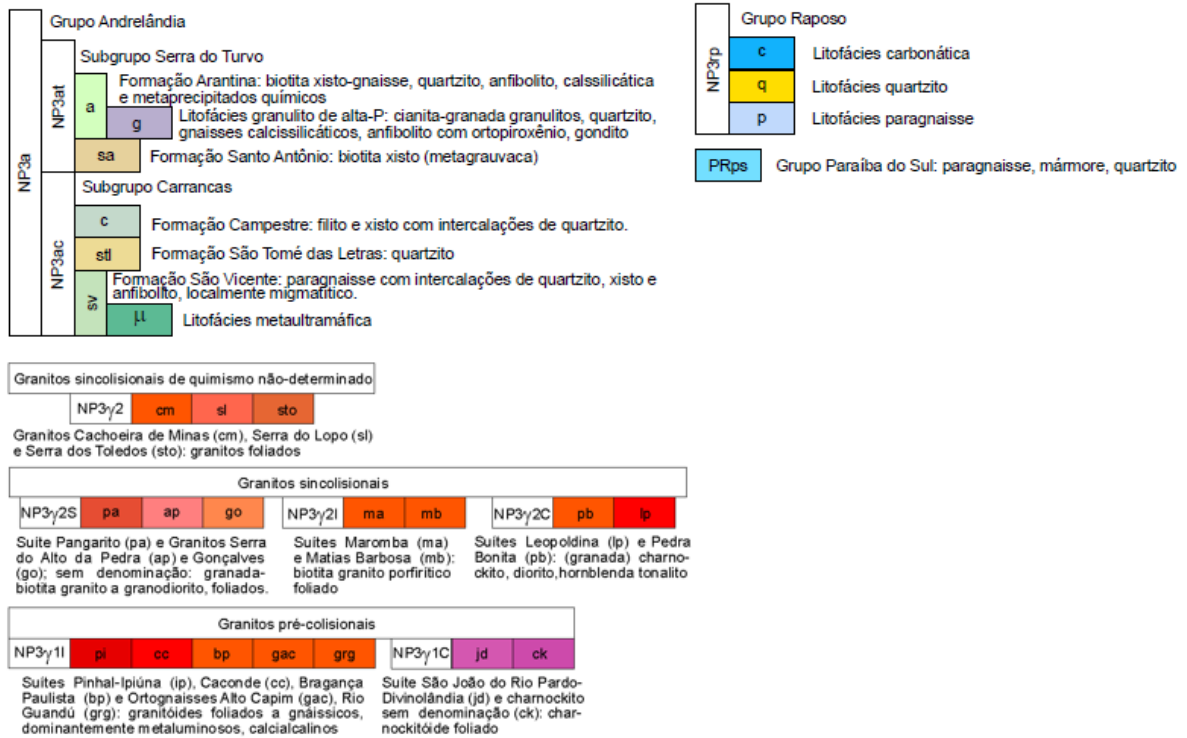 Grupo Andrelândia
NP3a
NP3at
Subgrupo Serra do Turvo
a
Formação Arantina: biotita xisto-gnaisse, quartzito, anfibolito, calssilicática
e metaprecipitados químicos
g
Litofácies granulito de alta-P: cianita-granada granulitos, quartzito,
gnaisses calcissilicáticos, anfibolito com ortopiroxênio, gondito
sa
Formação Santo Antônio: biotita xisto (metagrauvaca)
NP3ac
Subgrupo Carrancas
c
Formação Campestre: filito e xisto com intercalações de quartzito.
stl
Formação São Tomé das Letras: quartzito
sv
Formação São Vicente: paragnaisse com intercalações de quartzito, xisto e
anfibolito, localmente migmatítico.
µ
Litofácies metaultramáfica
Grupo Raposo
NP3rp
c
Litofácies carbonática
q
Litofácies quartzito
p
Litofácies paragnaisse
PRps
Grupo Paraíba do Sul: paragnaisse, mármore, quartzito
Granitos sincolisionais de quimismo não-determinado
NP3γ2 cm sl sto
Granitos Cachoeira de Minas (cm), Serra do Lopo (sl)
e Serra dos Toledos (sto): granitos foliados
Granitos sincolisionais
NP3γ2S pa ap go
Suíte Pangarito (pa) e Granitos Serra
do Alto da Pedra (ap) e Gonçalves
(go); sem denominação: granada-
biotita granito a granodiorito, foliados.
NP3γ2I ma mb
Suítes Maromba (ma)
e Matias Barbosa (mb):
biotita granito porfirítico
foliado
NP3γ2C pb lp
Suítes Leopoldina (lp) e Pedra
Bonita (pb): (granada) charno-
ckito, diorito,hornblenda tonalito
Granitos pré-colisionais
NP3γ1I pi cc bp gac grg
Suítes Pinhal-Ipiúna (ip), Caconde (cc), Bragança
Paulista (bp) e Ortognaisses Alto Capim (gac), Rio
Guandú (grg): granitóides foliados a gnáissicos,
dominantemente metaluminosos, calcialcalinos
NP3γ1C jd ck
Suíte São João do Rio Pardo-
Divinolândia (jd) e charnockito
sem denominação (ck): char-
nockitóide foliado